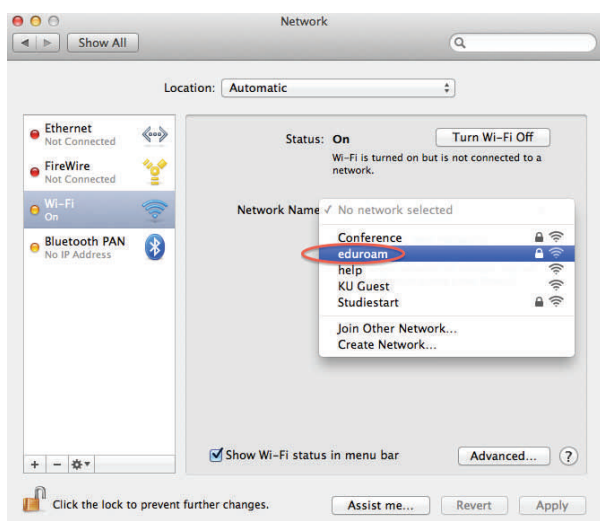 Network
Show All
Location: Automatic
Ethernet
Not Connected
FireWire
Not Connected
Wi-Fi
On
Bluetooth PAN
No IP Address
Status: On
Turn Wi-Fi Off
Wi-Fi is turned on but is not connected to a
network.
Network Name
✓ No network selected
Conference
eduroam
help
KU Guest
Studiestart
Join Other Network...
Create Network...
Show Wi-Fi status in menu bar
Advanced...
?
+ -
Click the lock to prevent further changes.
Assist me...
Revert
Apply